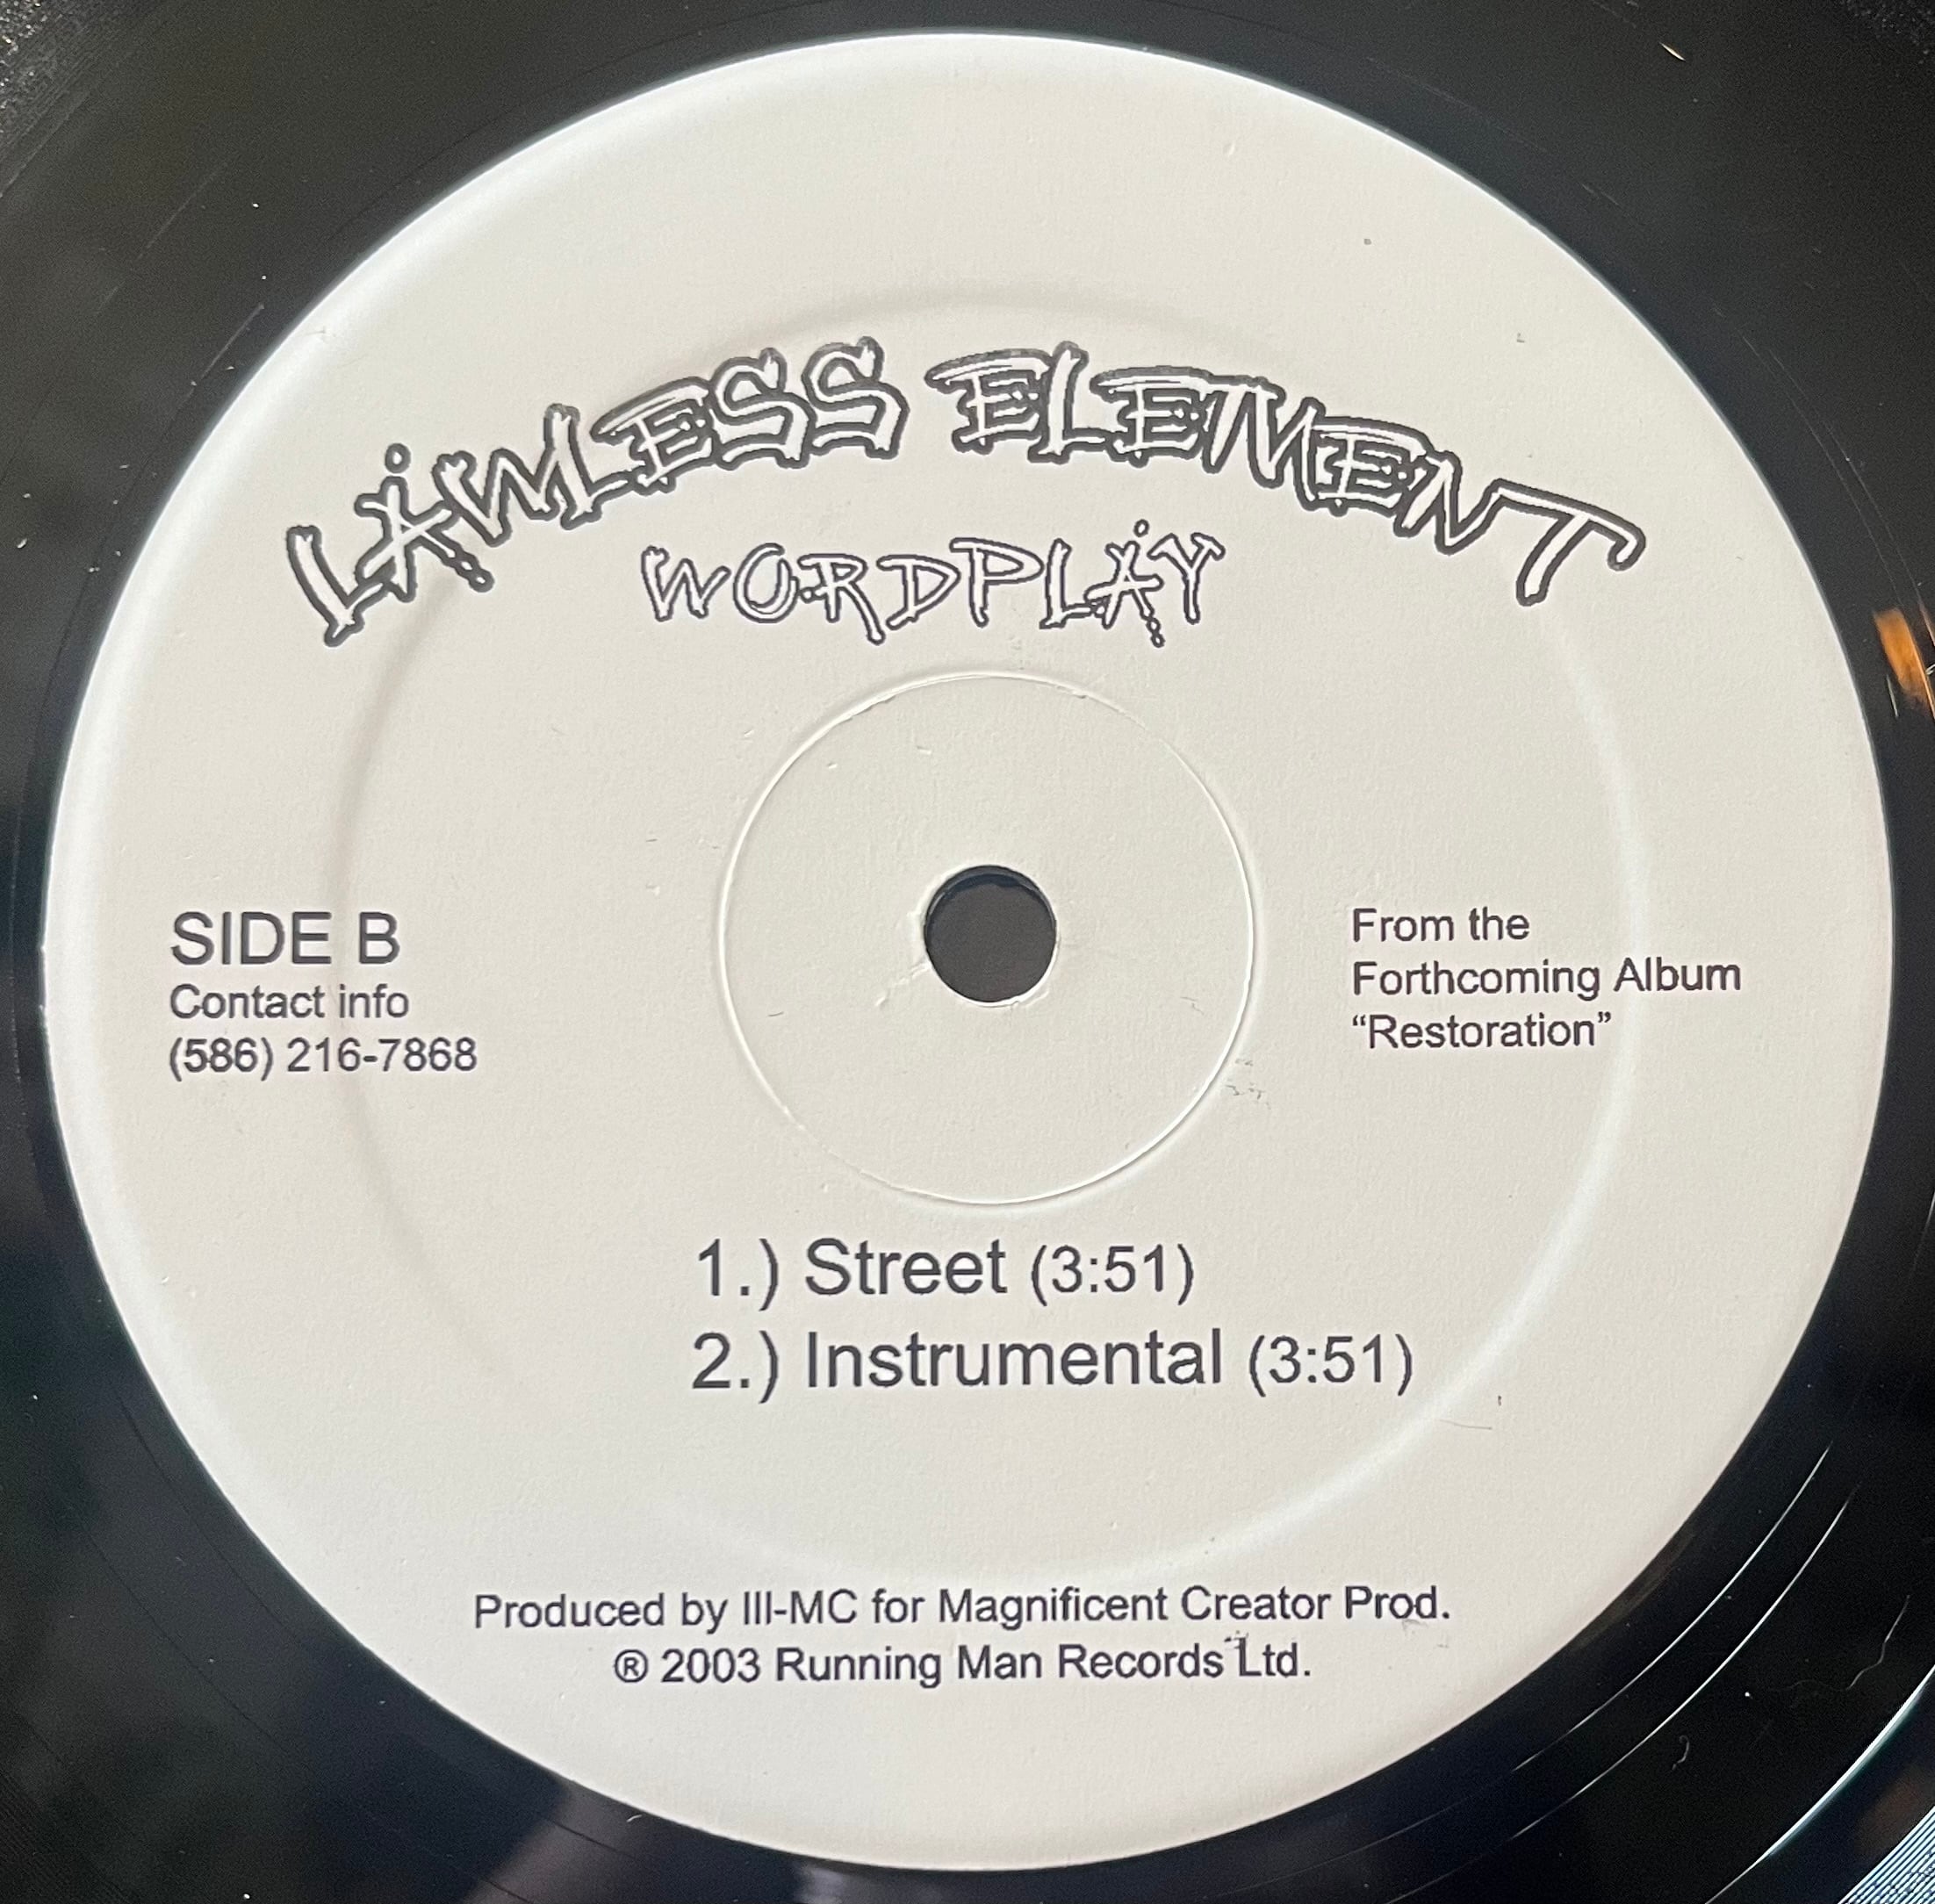 LAWLESS ELEMENT
WORDPLAY
SIDE B
Contact info
(586) 216-7868
From the
Forthcoming Album
“Restoration”
1.) Street (3:51)
2.) Instrumental (3:51)
Produced by Ill-MC for Magnificent Creator Prod.
® 2003 Running Man Records Ltd.